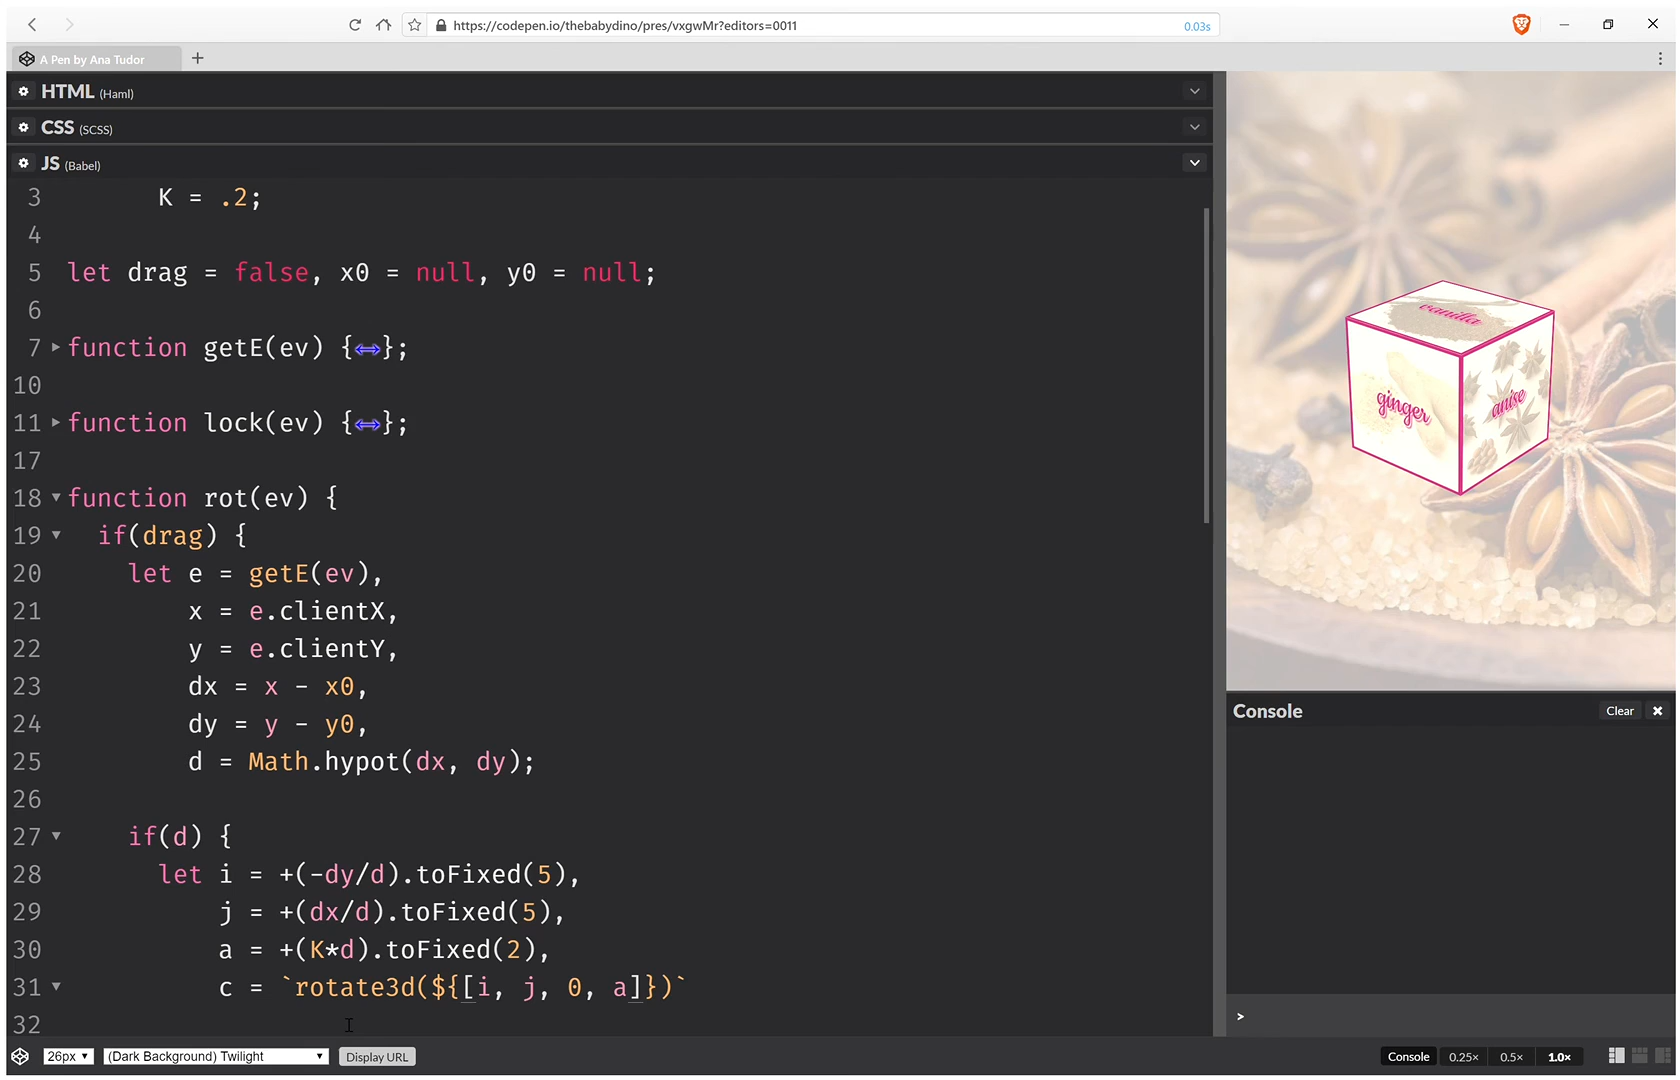 https://codepen.io/thebabydino/pres/vxgwMr?editors=0011
0.03s
A Pen by Ana Tudor
HTML (Haml)
CSS (SCSS)
JS (Babel)
3 K = .2;
4
5 let drag = false, x0 = null, y0 = null;
6
7 function getE(ev) {↔};
10
11 function lock(ev) {↔};
17
18 function rot(ev) {
19 if(drag) {
20 let e = getE(ev),
21 x = e.clientX,
22 y = e.clientY,
23 dx = x - x0,
24 dy = y - y0,
25 d = Math.hypot(dx, dy);
26
27 if(d) {
28 let i = +(-dy/d).toFixed(5),
29 j = +(dx/d).toFixed(5),
30 a = +(K*d).toFixed(2),
31 c = `rotate3d(${[i, j, 0, a]})`
32
vanilla
ginger
anise
Console
Clear
>
26px
(Dark Background) Twilight
Display URL
Console
0.25×
0.5×
1.0×